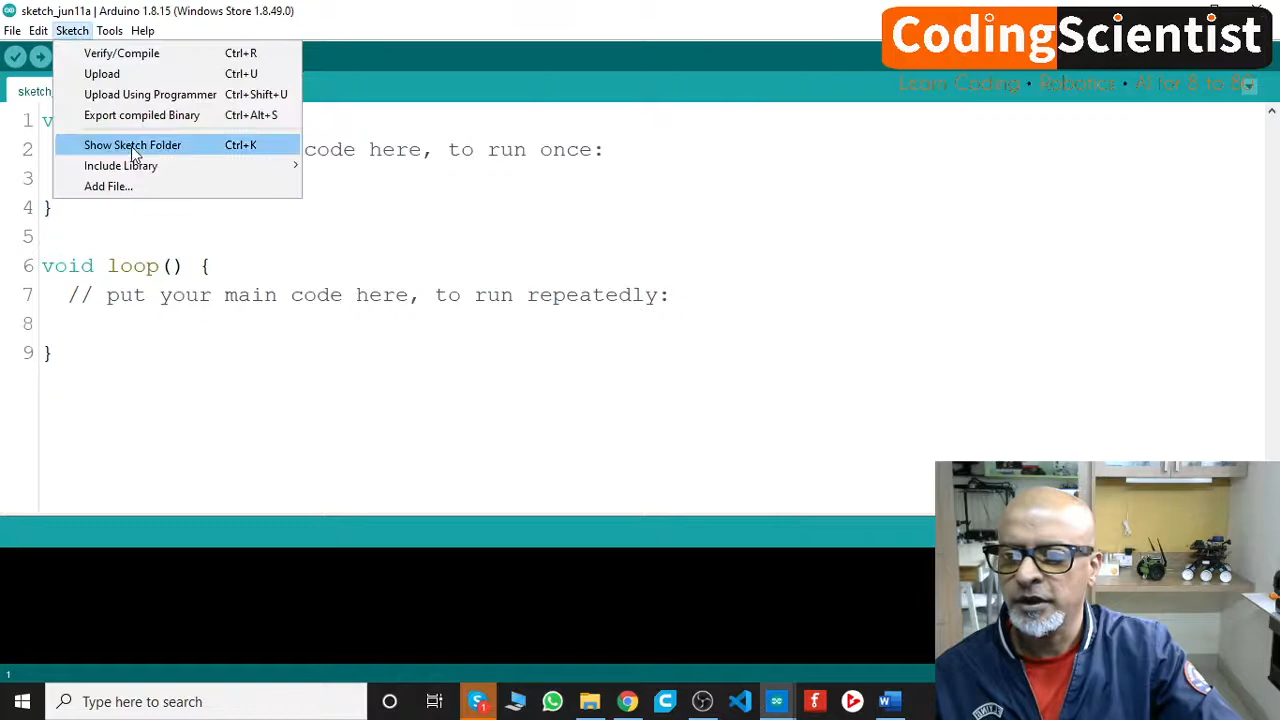 sketch_jun11a | Arduino 1.8.15 (Windows Store 1.8.49.0)
File Edit Sketch Tools Help
CodingScientist
Learn Coding • Robotics • AI for 8 to 80
Verify/Compile Ctrl+R
Upload Ctrl+U
Upload Using Programmer Ctrl+Shift+U
Export compiled Binary Ctrl+Alt+S
Show Sketch Folder Ctrl+K
Include Library
Add File...
sketch_
1 v
2 code here, to run once:
3
4 }
5
6 void loop() {
7 // put your main code here, to run repeatedly:
8
9 }
1
Type here to search